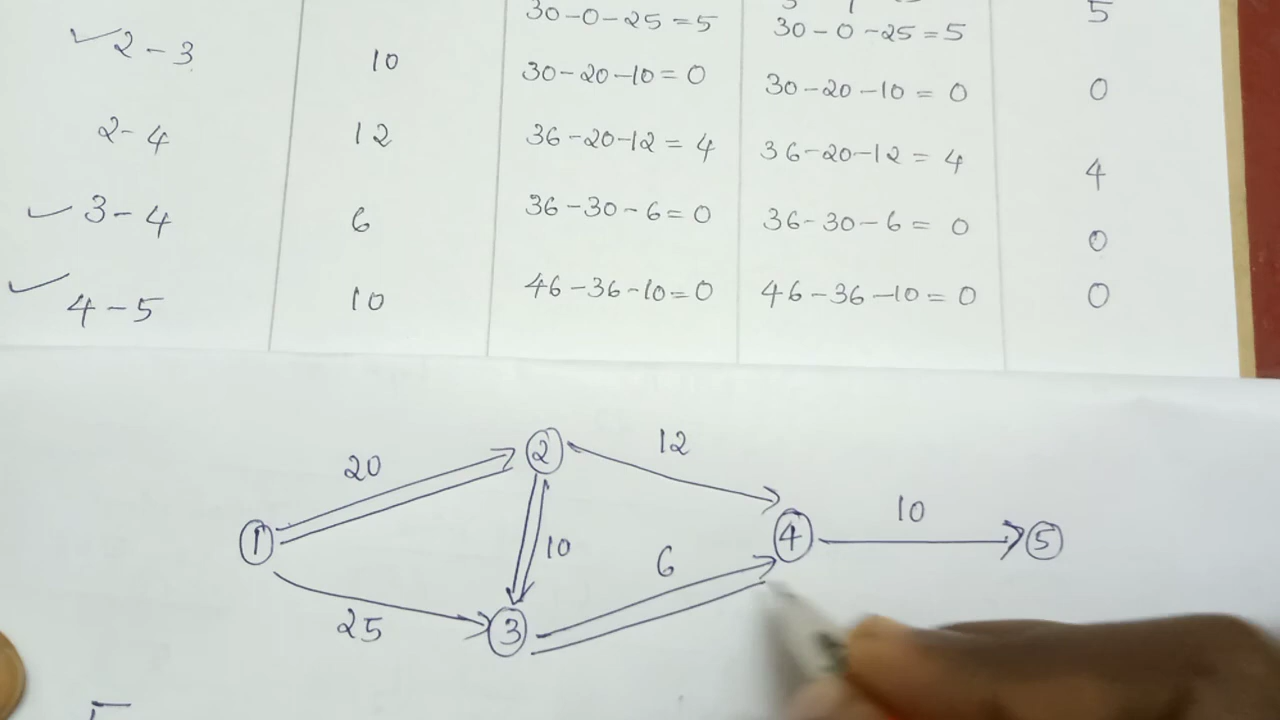 30-0-25=5 30-0-25=5 5
2-3 10 30-20-10=0 30-20-10=0 0
2-4 12 36-20-12=4 36-20-12=4 4
3-4 6 36-30-6=0 36-30-6=0 0
4-5 10 46-36-10=0 46-36-10=0 0
20 2 12
1 10 6 4 10 5
25 3